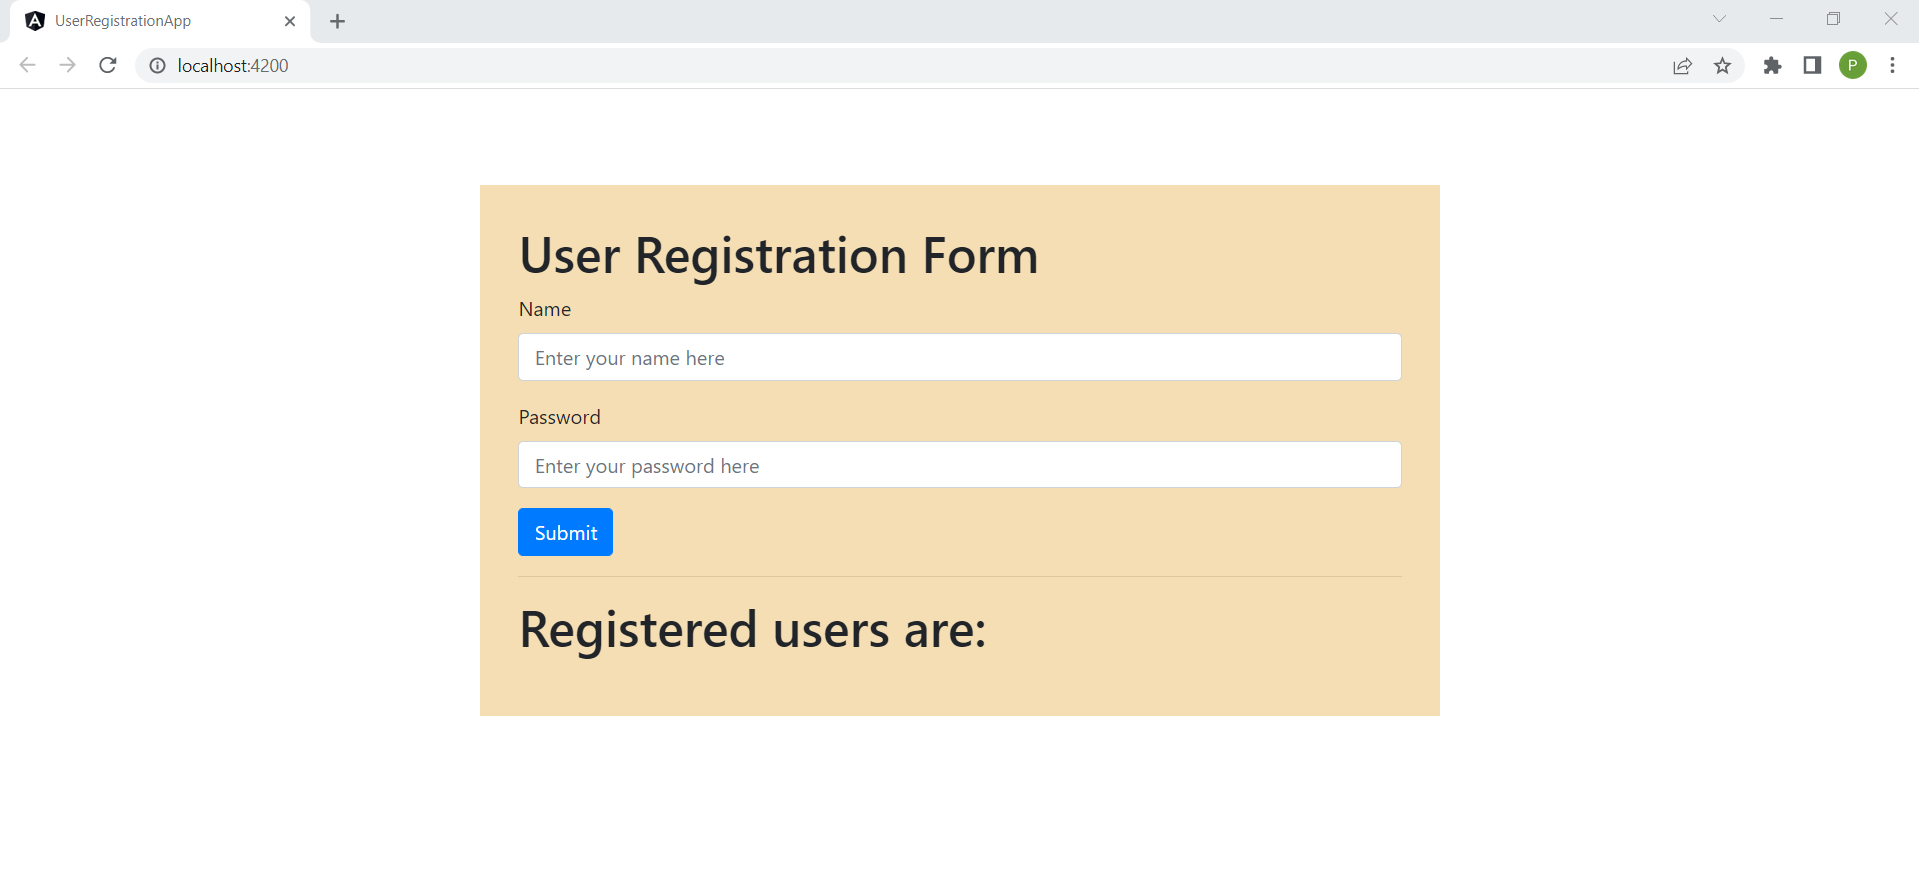 UserRegistrationApp
localhost:4200
P
User Registration Form
Name
Enter your name here
Password
Enter your password here
Submit
Registered users are: